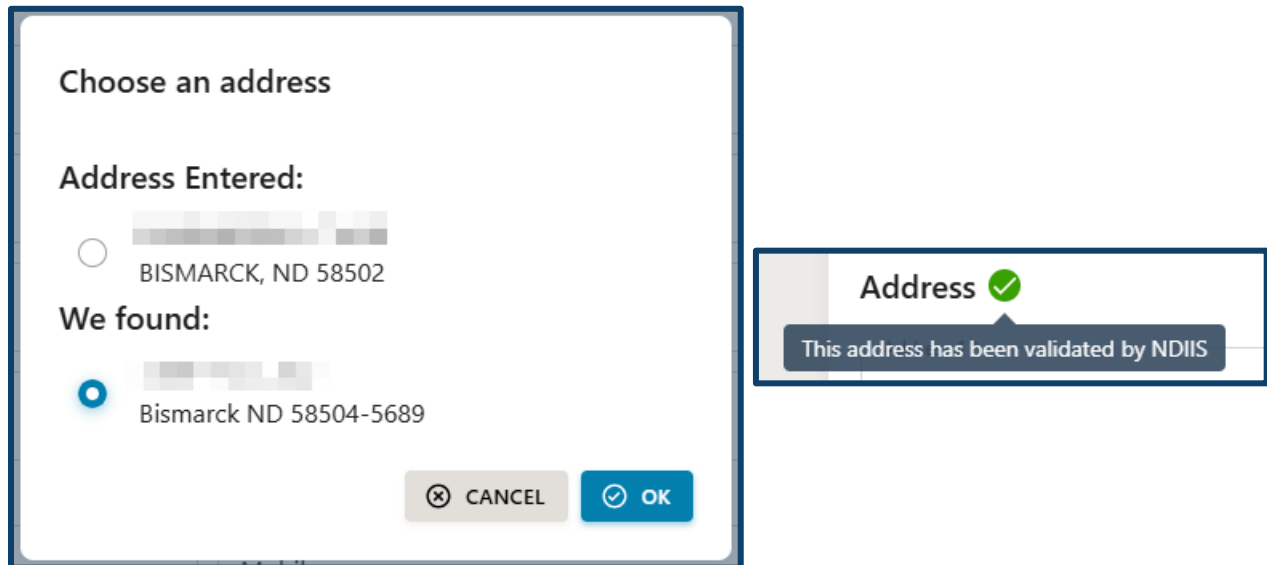 Choose an address
Address Entered:
BISMARCK, ND 58502
We found:
Bismarck ND 58504-5689
CANCEL
OK
Address
This address has been validated by NDIIS